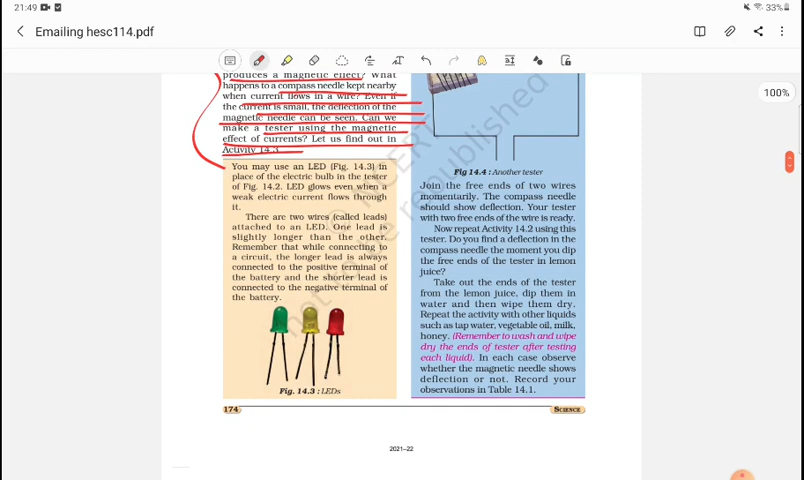 21:49
33%
Emailing hesc114.pdf
100%
produces a magnetic effect? What
happens to a compass needle kept nearby
when current flows in a wire? Even if
the current is small, the deflection of the
magnetic needle can be seen. Can we
make a tester using the magnetic
effect of currents? Let us find out in
Activity 14.3.
You may use an LED (Fig. 14.3) in
place of the electric bulb in the tester
of Fig. 14.2. LED glows even when a
weak electric current flows through
it.
There are two wires (called leads)
attached to an LED. One lead is
slightly longer than the other.
Remember that while connecting to
a circuit, the longer lead is always
connected to the positive terminal of
the battery and the shorter lead is
connected to the negative terminal of
the battery.
Fig. 14.3 : LEDs
Fig 14.4 : Another tester
Join the free ends of two wires
momentarily. The compass needle
should show deflection. Your tester
with two free ends of the wire is ready.
Now repeat Activity 14.2 using this
tester. Do you find a deflection in the
compass needle the moment you dip
the free ends of the tester in lemon
juice?
Take out the ends of the tester
from the lemon juice, dip them in
water and then wipe them dry.
Repeat the activity with other liquids
such as tap water, vegetable oil, milk,
honey. (Remember to wash and wipe
dry the ends of tester after testing
each liquid). In each case observe
whether the magnetic needle shows
deflection or not. Record your
observations in Table 14.1.
174
SCIENCE
2021–22
© NCERT
not to be republished